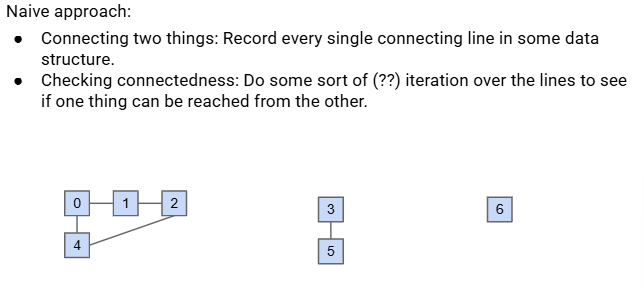 Naive approach:
● Connecting two things: Record every single connecting line in some data
structure.
● Checking connectedness: Do some sort of (??) iteration over the lines to see
if one thing can be reached from the other.
0 1 2 3 6
4 5